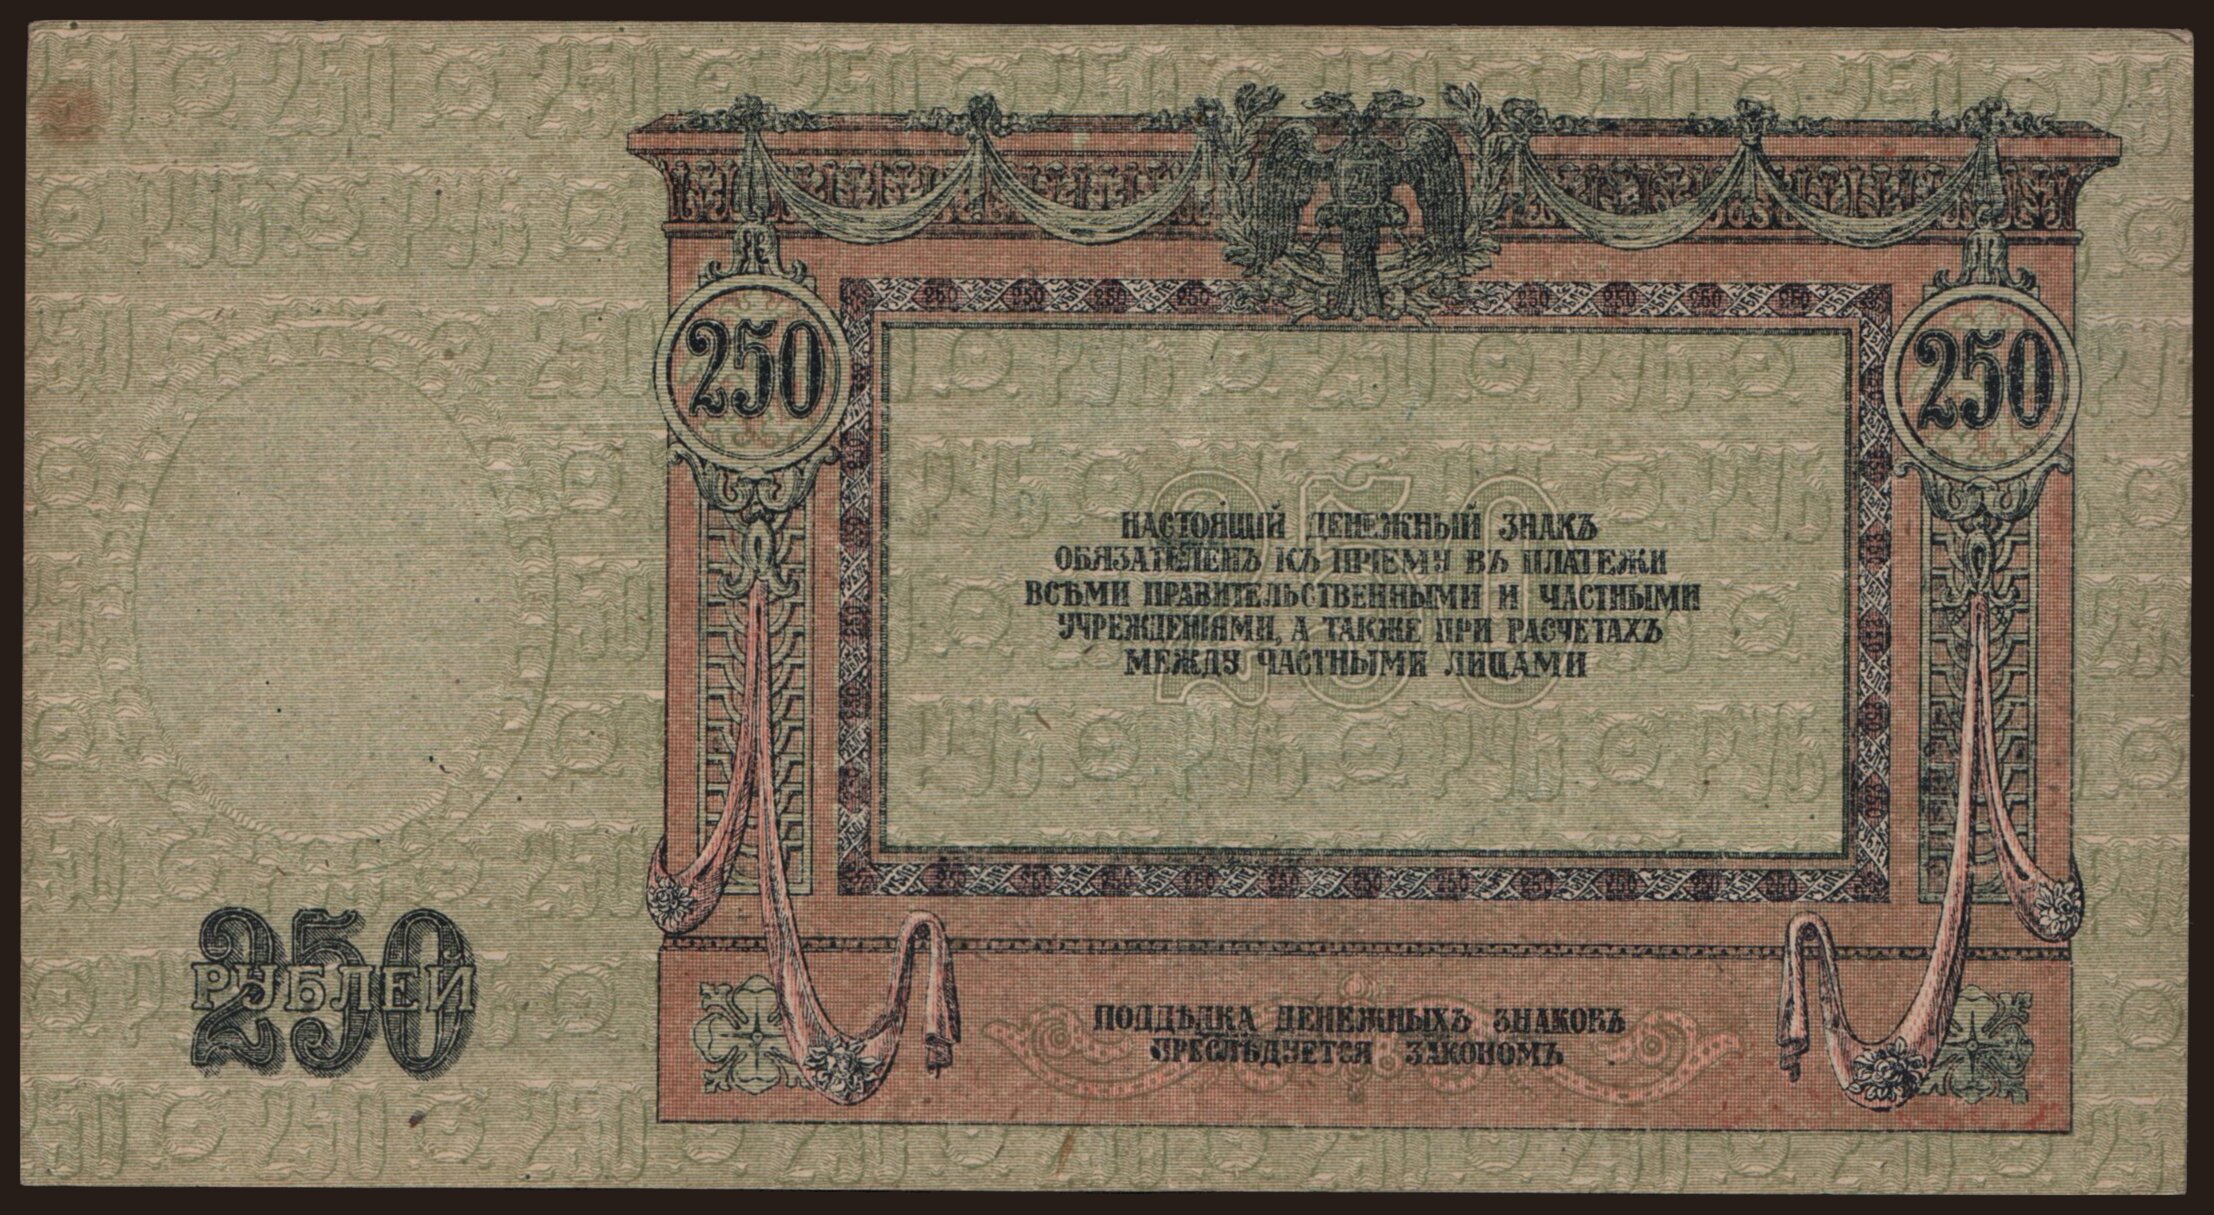 250
250
НАСТОЯЩІЙ ДЕНЕЖНЫЙ ЗНАКЪ
ОБЯЗАТЕЛЕНЪ КЪ ПРІЕМУ ВЪ ПЛАТЕЖИ
ВСѢМИ ПРАВИТЕЛЬСТВЕННЫМИ И ЧАСТНЫМИ
УЧРЕЖДЕНІЯМИ, А ТАКЖЕ ПРИ РАСЧЕТАХЪ
МЕЖДУ ЧАСТНЫМИ ЛИЦАМИ
250
РУБЛЕЙ
ПОДДѢЛКА ДЕНЕЖНЫХЪ ЗНАКОВЪ
ПРЕСЛѢДУЕТСЯ ЗАКОНОМЪ